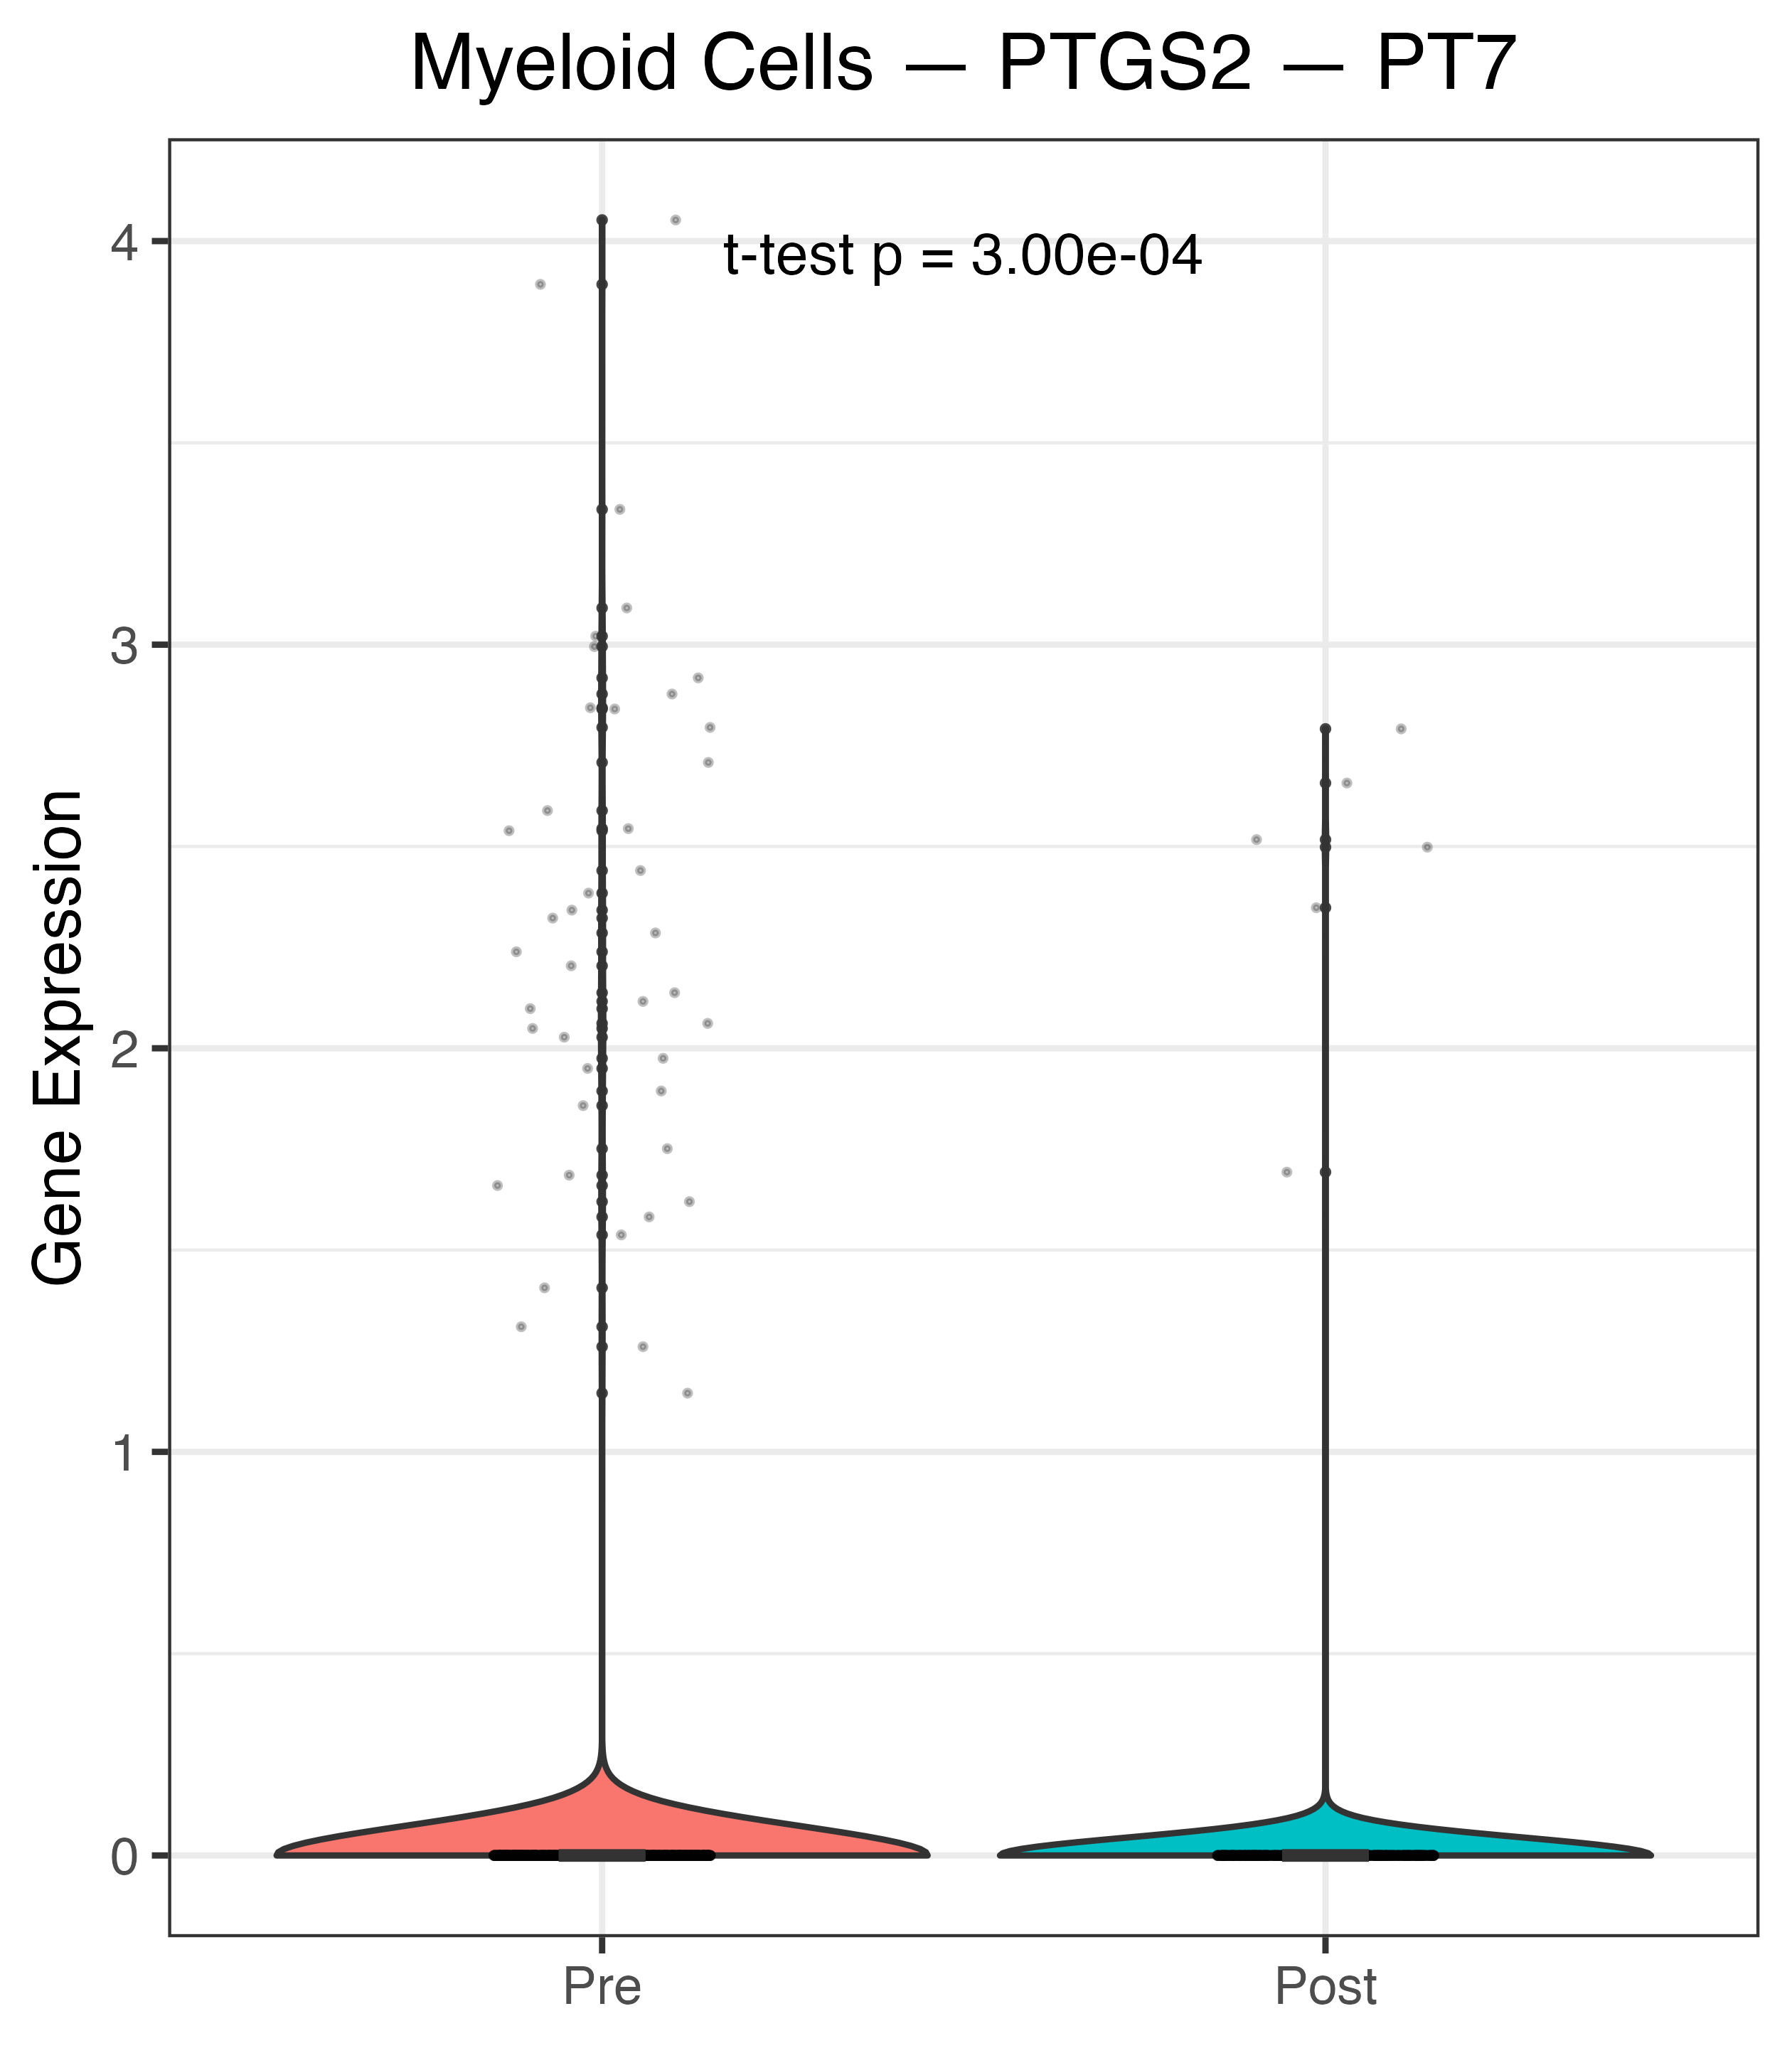 Myeloid Cells — PTGS2 — PT7
t-test p = 3.00e-04
Gene Expression
4
3
2
1
0
Pre
Post